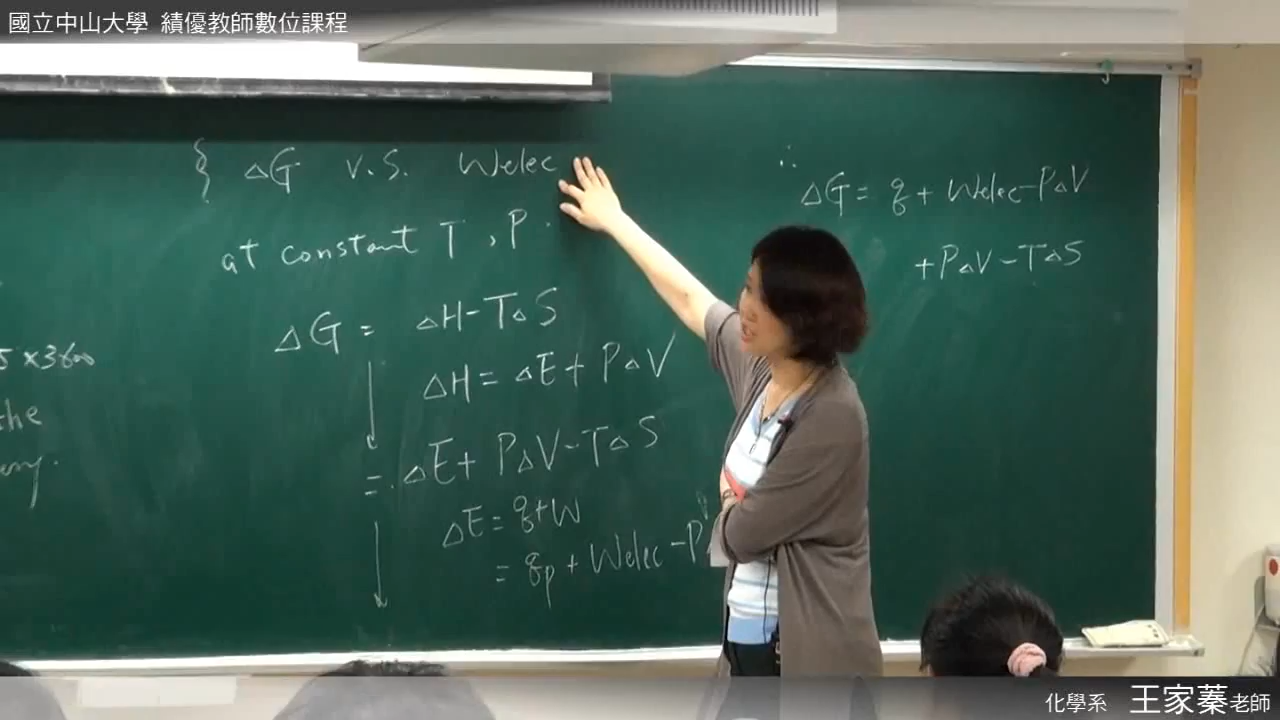 國立中山大學 績優教師數位課程
{ ΔG v.s. Welec
at constant T, P.
ΔG = ΔH-TΔS
ΔH = ΔE + PΔV
= ΔE + PΔV-TΔS
ΔE = q+w
= qp + Welec -P
5 x3600
the
∴
ΔG = q + Welec-PΔV
+PΔV-TΔS
化學系 王家蓁老師